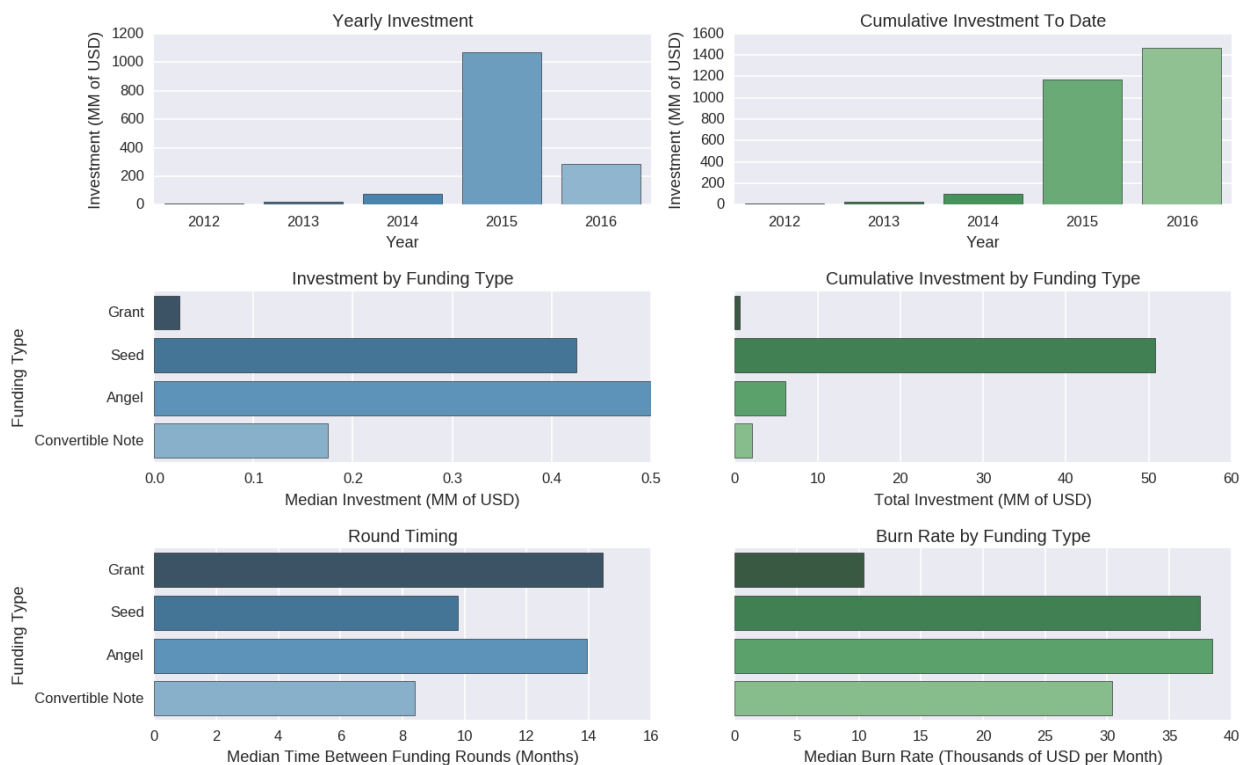 Yearly Investment
Investment (MM of USD)
1200
1000
800
600
400
200
0
2012 2013 2014 2015 2016
Year
Cumulative Investment To Date
Investment (MM of USD)
1600
1400
1200
1000
800
600
400
200
0
2012 2013 2014 2015 2016
Year
Investment by Funding Type
Funding Type
Grant
Seed
Angel
Convertible Note
0.0 0.1 0.2 0.3 0.4 0.5
Median Investment (MM of USD)
Cumulative Investment by Funding Type
0 10 20 30 40 50 60
Total Investment (MM of USD)
Round Timing
Funding Type
Grant
Seed
Angel
Convertible Note
0 2 4 6 8 10 12 14 16
Median Time Between Funding Rounds (Months)
Burn Rate by Funding Type
0 5 10 15 20 25 30 35 40
Median Burn Rate (Thousands of USD per Month)